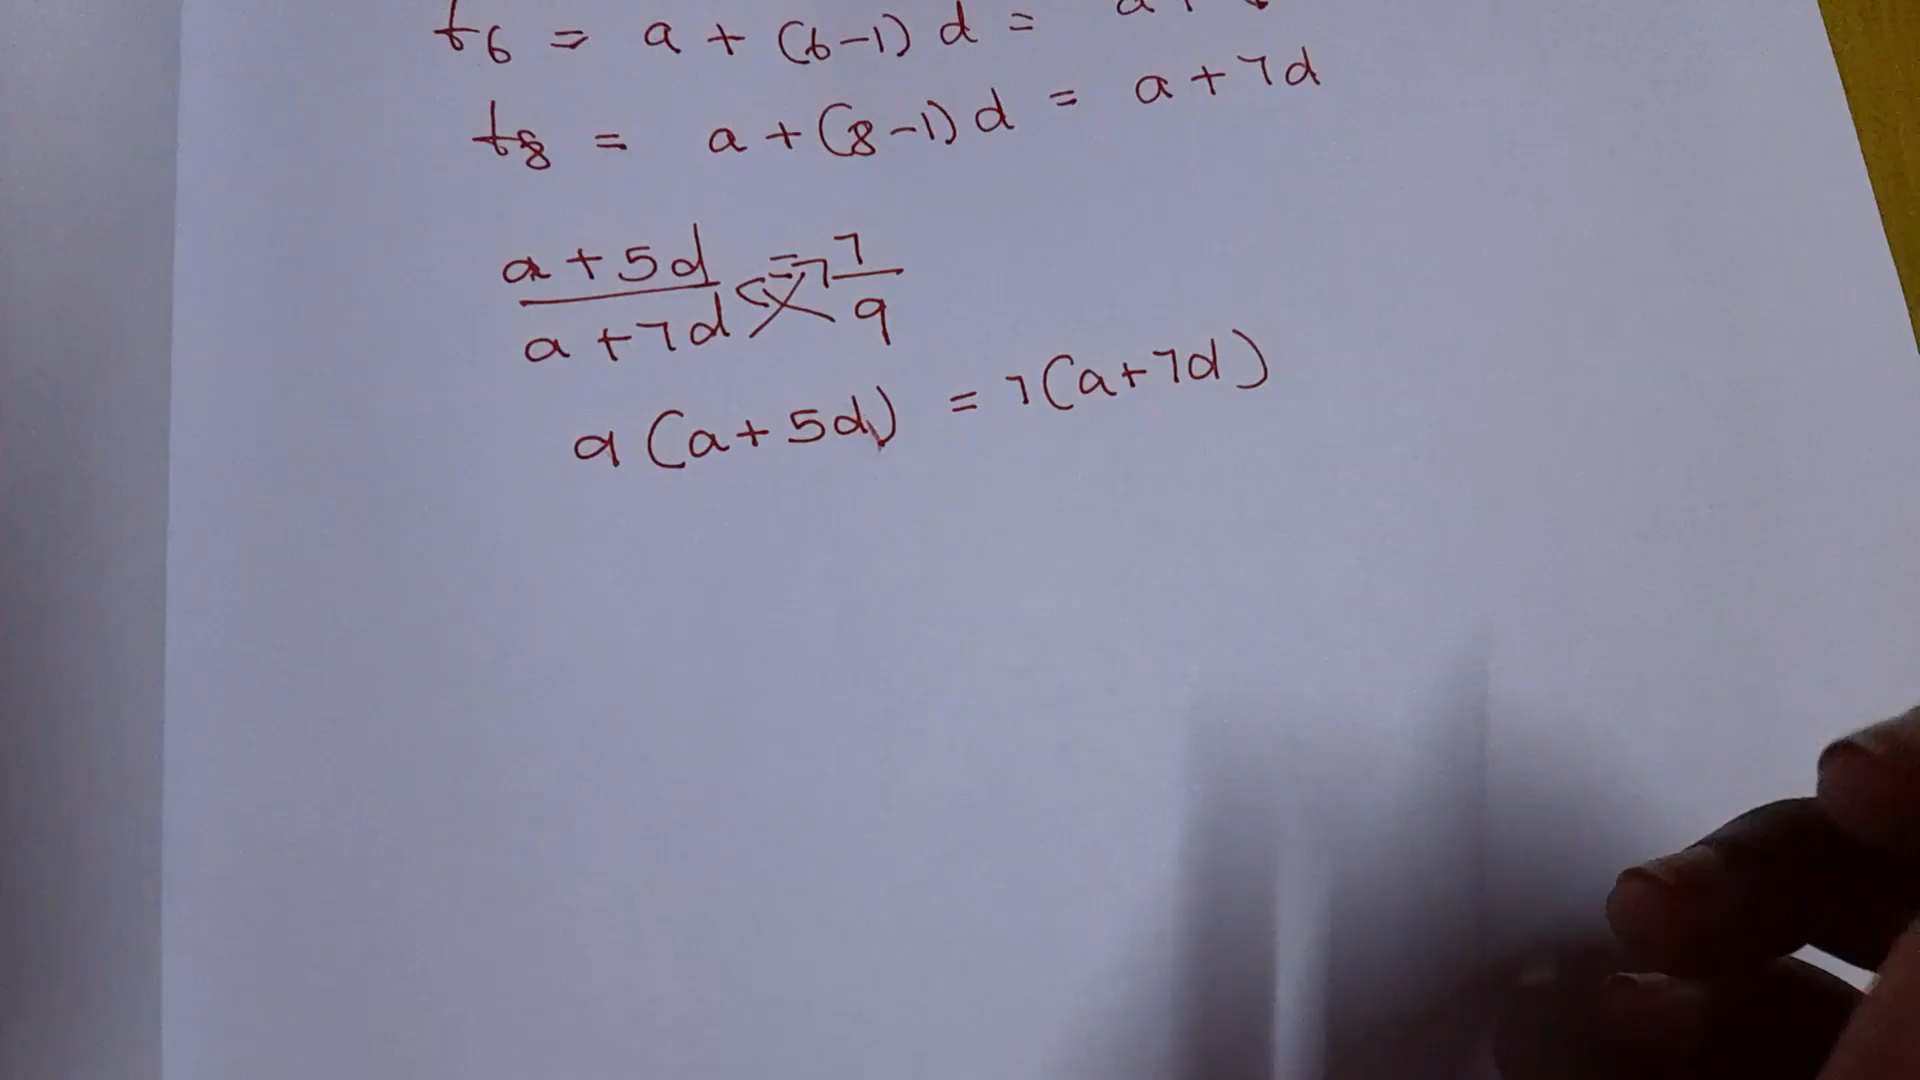 t6 = a + (6-1) d = a+
t8 = a + (8-1) d = a + 7d
a + 5d / a + 7d = 7 / 9
9 (a + 5d) = 7 (a + 7d)